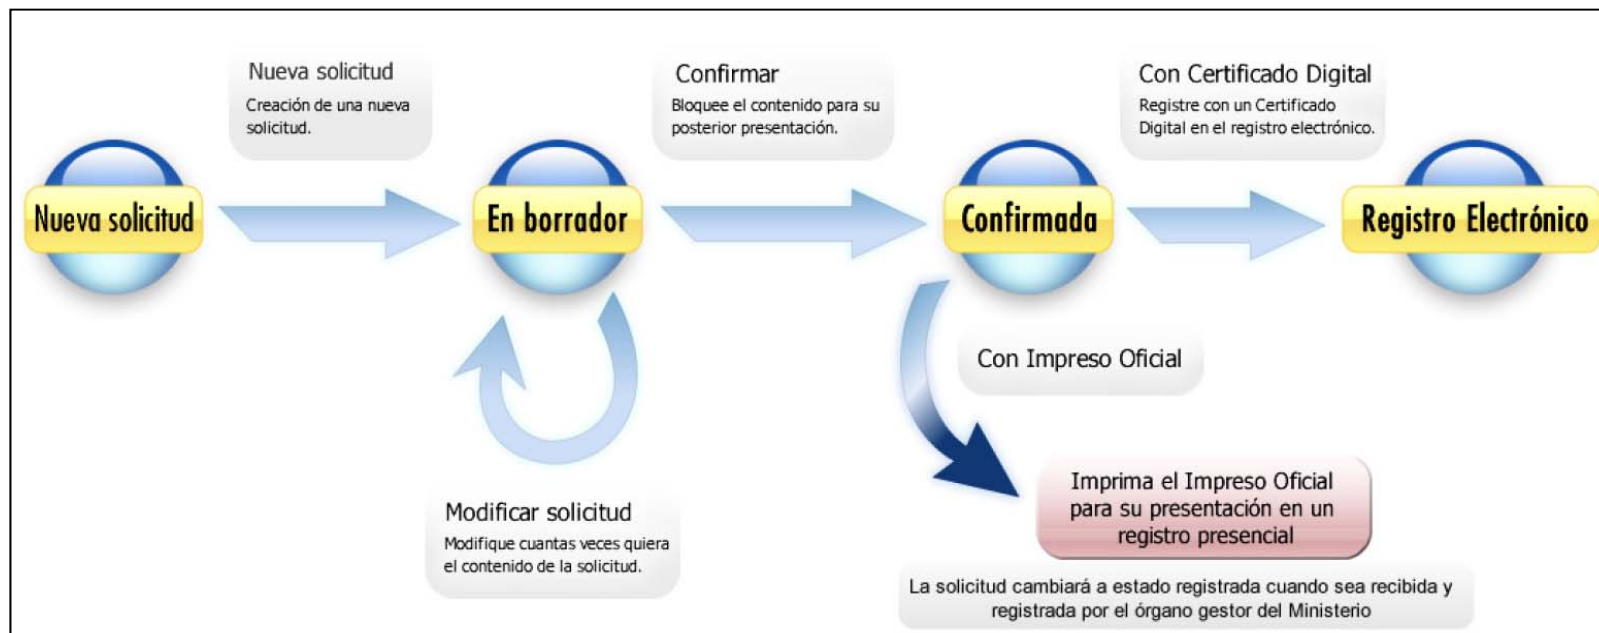 Nueva solicitud
Creación de una nueva
solicitud.
Confirmar
Bloquee el contenido para su
posterior presentación.
Con Certificado Digital
Registre con un Certificado
Digital en el registro electrónico.
Nueva solicitud
En borrador
Confirmada
Registro Electrónico
Con Impreso Oficial
Modificar solicitud
Modifique cuantas veces quiera
el contenido de la solicitud.
Imprima el Impreso Oficial
para su presentación en un
registro presencial
La solicitud cambiará a estado registrada cuando sea recibida y
registrada por el órgano gestor del Ministerio